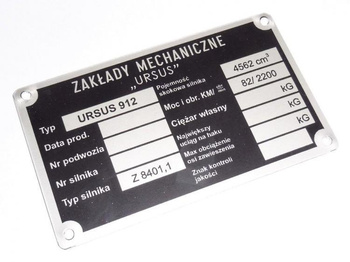 ZAKŁADY MECHANICZNE
„URSUS”
Typ URSUS 912
Data prod.
Nr podwozia
Nr silnika
Typ silnika Z 8401,1
Pojemność
skokowa silnika 4562 cm³
Moc i obr. KM/ 82/ 2200
Ciężar własny KG
Największy
uciąg na haku KG
Max obciążenie
osi zawieszenia KG
Znak kontroli
jakości